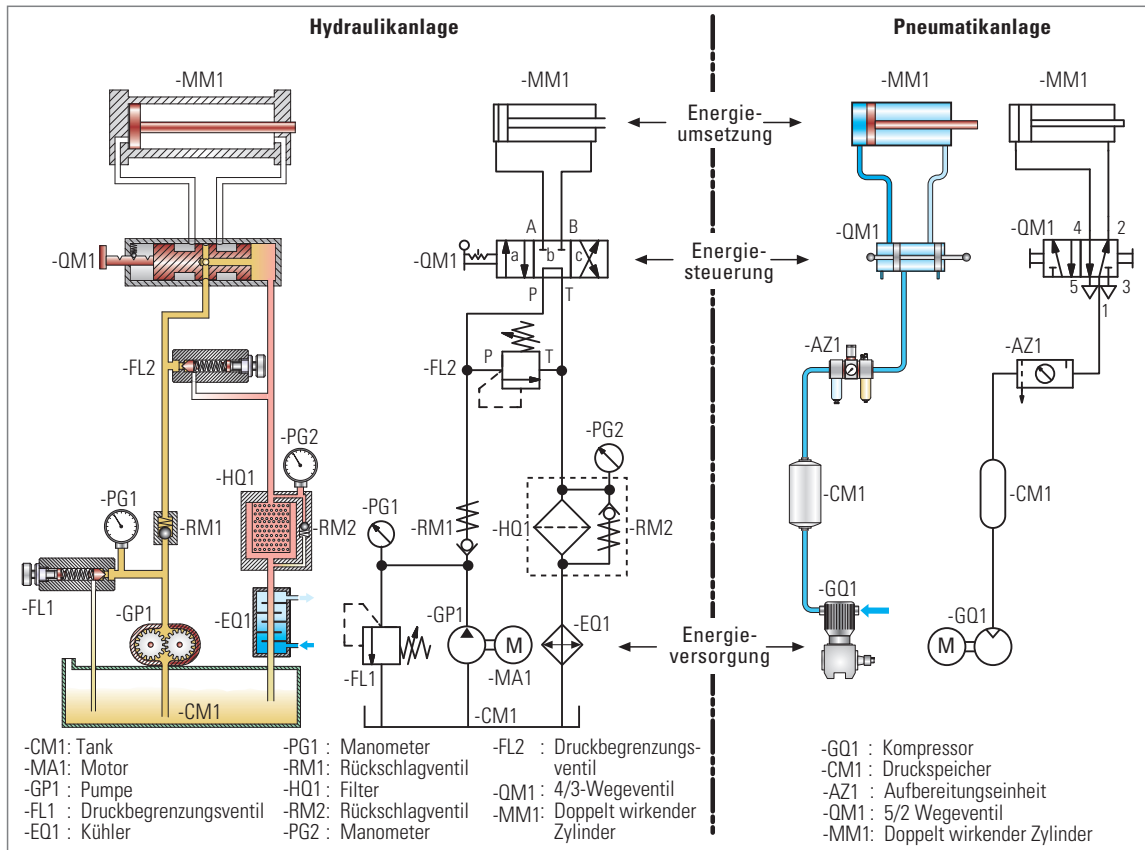 Hydraulikanlage
Pneumatikanlage
-MM1
-MM1
-MM1
-MM1
Energie-
umsetzung
A B
-QM1
-QM1
a b c
P T
Energie-
steuerung
-QM1
-QM1
4 2
5 3
1
-FL2
-FL2
P T
-AZ1
-AZ1
-PG2
-PG2
-HQ1
-HQ1
-PG1
-PG1
-RM1
-RM1
-RM2
-RM2
-CM1
-CM1
-FL1
-FL1
-GP1
-GP1
-EQ1
-EQ1
M
-MA1
Energie-
versorgung
-GQ1
-GQ1
M
-CM1
-CM1
-CM1: Tank
-MA1: Motor
-GP1 : Pumpe
-FL1 : Druckbegrenzungsventil
-EQ1 : Kühler
-PG1 : Manometer
-RM1: Rückschlagventil
-HQ1 : Filter
-RM2: Rückschlagventil
-PG2 : Manometer
-FL2 : Druckbegrenzungs-
ventil
-QM1 : 4/3-Wegeventil
-MM1: Doppelt wirkender
Zylinder
-GQ1 : Kompressor
-CM1 : Druckspeicher
-AZ1 : Aufbereitungseinheit
-QM1 : 5/2 Wegeventil
-MM1: Doppelt wirkender Zylinder